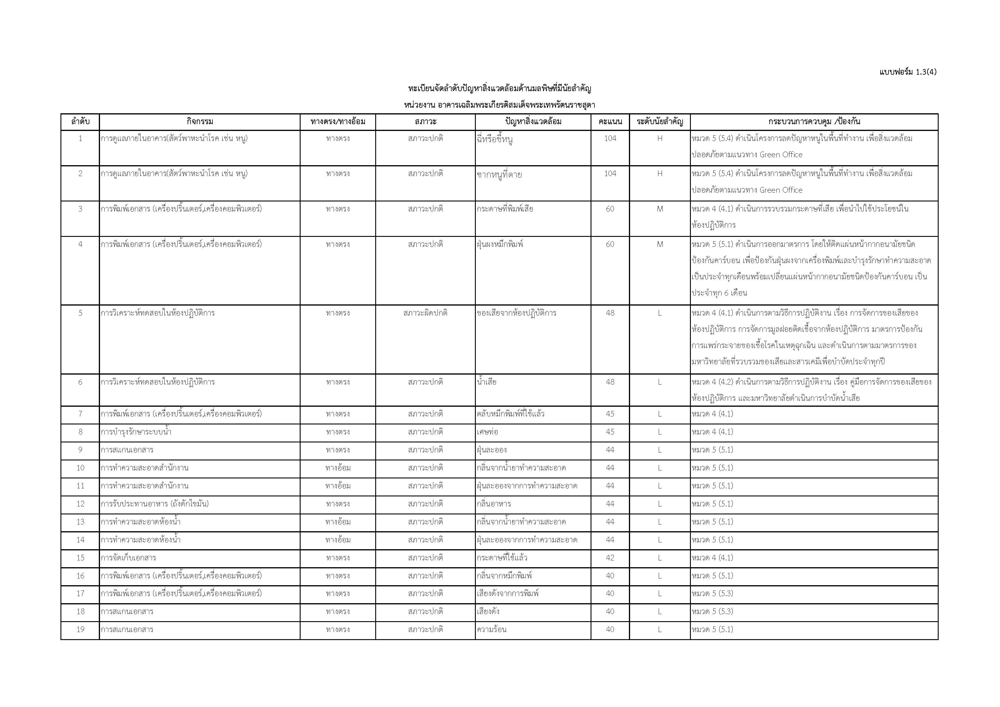 แบบฟอร์ม 1.3(4)
ทะเบียนจัดลำดับปัญหาสิ่งแวดล้อมด้านมลพิษที่มีนัยสำคัญ
หน่วยงาน อาคารเฉลิมพระเกียรติสมเด็จพระเทพรัตนราชสุดา
ลำดับ กิจกรรม ทางตรง/ทางอ้อม สภาวะ ปัญหาสิ่งแวดล้อม คะแนน ระดับนัยสำคัญ กระบวนการควบคุม /ป้องกัน
1 การดูแลภายในอาคาร(สัตว์พาหะนำโรค เช่น หนู) ทางตรง สภาวะปกติ ฉี่หรือขี้หนู 104 H หมวด 5 (5.4) ดำเนินโครงการลดปัญหาหนูในพื้นที่ทำงาน เพื่อสิ่งแวดล้อม
ปลอดภัยตามแนวทาง Green Office
2 การดูแลภายในอาคาร(สัตว์พาหะนำโรค เช่น หนู) ทางตรง สภาวะปกติ ซากหนูที่ตาย 104 H หมวด 5 (5.4) ดำเนินโครงการลดปัญหาหนูในพื้นที่ทำงาน เพื่อสิ่งแวดล้อม
ปลอดภัยตามแนวทาง Green Office
3 การพิมพ์เอกสาร (เครื่องปริ้นเตอร์,เครื่องคอมพิวเตอร์) ทางตรง สภาวะปกติ กระดาษที่พิมพ์เสีย 60 M หมวด 4 (4.1) ดำเนินการรวบรวมกระดาษที่เสีย เพื่อนำไปใช้ประโยชน์ใน
ห้องปฏิบัติการ
4 การพิมพ์เอกสาร (เครื่องปริ้นเตอร์,เครื่องคอมพิวเตอร์) ทางตรง สภาวะปกติ ฝุ่นผงหมึกพิมพ์ 60 M หมวด 5 (5.1) ดำเนินการออกมาตรการ โดยให้ติดแผ่นหน้ากากอนามัยชนิด
ป้องกันคาร์บอน เพื่อป้องกันฝุ่นผงจากเครื่องพิมพ์และบำรุงรักษาทำความสะอาด
เป็นประจำทุกเดือนพร้อมเปลี่ยนแผ่นหน้ากากอนามัยชนิดป้องกันคาร์บอน เป็น
ประจำทุก 6 เดือน
5 การวิเคราะห์ทดสอบในห้องปฏิบัติการ ทางตรง สภาวะผิดปกติ ของเสียจากห้องปฏิบัติการ 48 L หมวด 4 (4.1) ดำเนินการตามวิธีการปฏิบัติงาน เรื่อง การจัดการของเสียของ
ห้องปฏิบัติการ การจัดการมูลฝอยติดเชื้อจากห้องปฏิบัติการ มาตรการป้องกัน
การแพร่กระจายของเชื้อโรคในเหตุฉุกเฉิน และดำเนินการตามมาตรการของ
มหาวิทยาลัยที่รวบรวมของเสียและสารเคมีเพื่อบำบัดประจำทุกปี
6 การวิเคราะห์ทดสอบในห้องปฏิบัติการ ทางตรง สภาวะปกติ น้ำเสีย 48 L หมวด 4 (4.2) ดำเนินการตามวิธีการปฏิบัติงาน เรื่อง คู่มือการจัดการของเสียของ
ห้องปฏิบัติการ และมหาวิทยาลัยดำเนินการบำบัดน้ำเสีย
7 การพิมพ์เอกสาร (เครื่องปริ้นเตอร์,เครื่องคอมพิวเตอร์) ทางตรง สภาวะปกติ ตลับหมึกพิมพ์ที่ใช้แล้ว 45 L หมวด 4 (4.1)
8 การบำรุงรักษาระบบน้ำ ทางตรง สภาวะปกติ เศษท่อ 45 L หมวด 4 (4.1)
9 การสแกนเอกสาร ทางตรง สภาวะปกติ ฝุ่นละออง 44 L หมวด 5 (5.1)
10 การทำความสะอาดสำนักงาน ทางอ้อม สภาวะปกติ กลิ่นจากน้ำยาทำความสะอาด 44 L หมวด 5 (5.1)
11 การทำความสะอาดสำนักงาน ทางอ้อม สภาวะปกติ ฝุ่นละอองจากการทำความสะอาด 44 L หมวด 5 (5.1)
12 การรับประทานอาหาร (ถังดักไขมัน) ทางตรง สภาวะปกติ กลิ่นอาหาร 44 L หมวด 5 (5.1)
13 การทำความสะอาดห้องน้ำ ทางอ้อม สภาวะปกติ กลิ่นจากน้ำยาทำความสะอาด 44 L หมวด 5 (5.1)
14 การทำความสะอาดห้องน้ำ ทางอ้อม สภาวะปกติ ฝุ่นละอองจากการทำความสะอาด 44 L หมวด 5 (5.1)
15 การจัดเก็บเอกสาร ทางตรง สภาวะปกติ กระดาษที่ใช้แล้ว 42 L หมวด 4 (4.1)
16 การพิมพ์เอกสาร (เครื่องปริ้นเตอร์,เครื่องคอมพิวเตอร์) ทางตรง สภาวะปกติ กลิ่นจากหมึกพิมพ์ 40 L หมวด 5 (5.1)
17 การพิมพ์เอกสาร (เครื่องปริ้นเตอร์,เครื่องคอมพิวเตอร์) ทางตรง สภาวะปกติ เสียงดังจากการพิมพ์ 40 L หมวด 5 (5.3)
18 การสแกนเอกสาร ทางตรง สภาวะปกติ เสียงดัง 40 L หมวด 5 (5.3)
19 การสแกนเอกสาร ทางตรง สภาวะปกติ ความร้อน 40 L หมวด 5 (5.1)